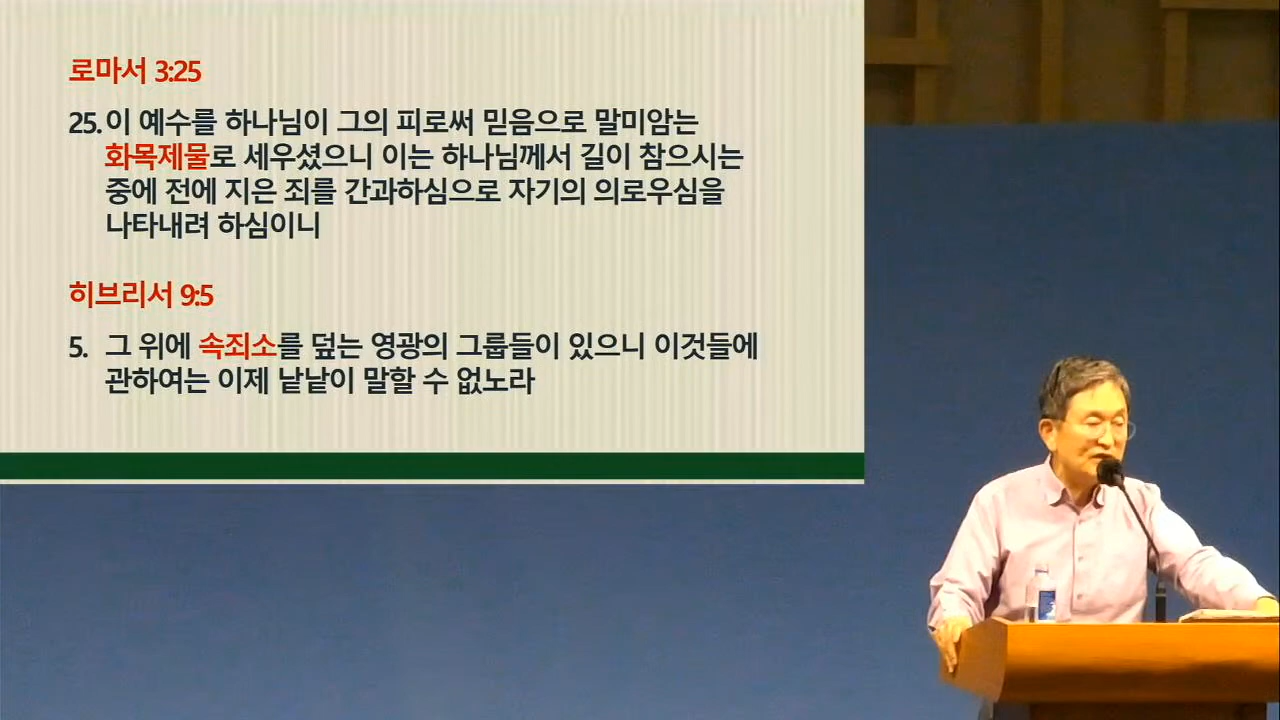 로마서 3:25
25. 이 예수를 하나님이 그의 피로써 믿음으로 말미암는
화목제물로 세우셨으니 이는 하나님께서 길이 참으시는
중에 전에 지은 죄를 간과하심으로 자기의 의로우심을
나타내려 하심이니
히브리서 9:5
5. 그 위에 속죄소를 덮는 영광의 그룹들이 있으니 이것들에
관하여는 이제 낱낱이 말할 수 없노라